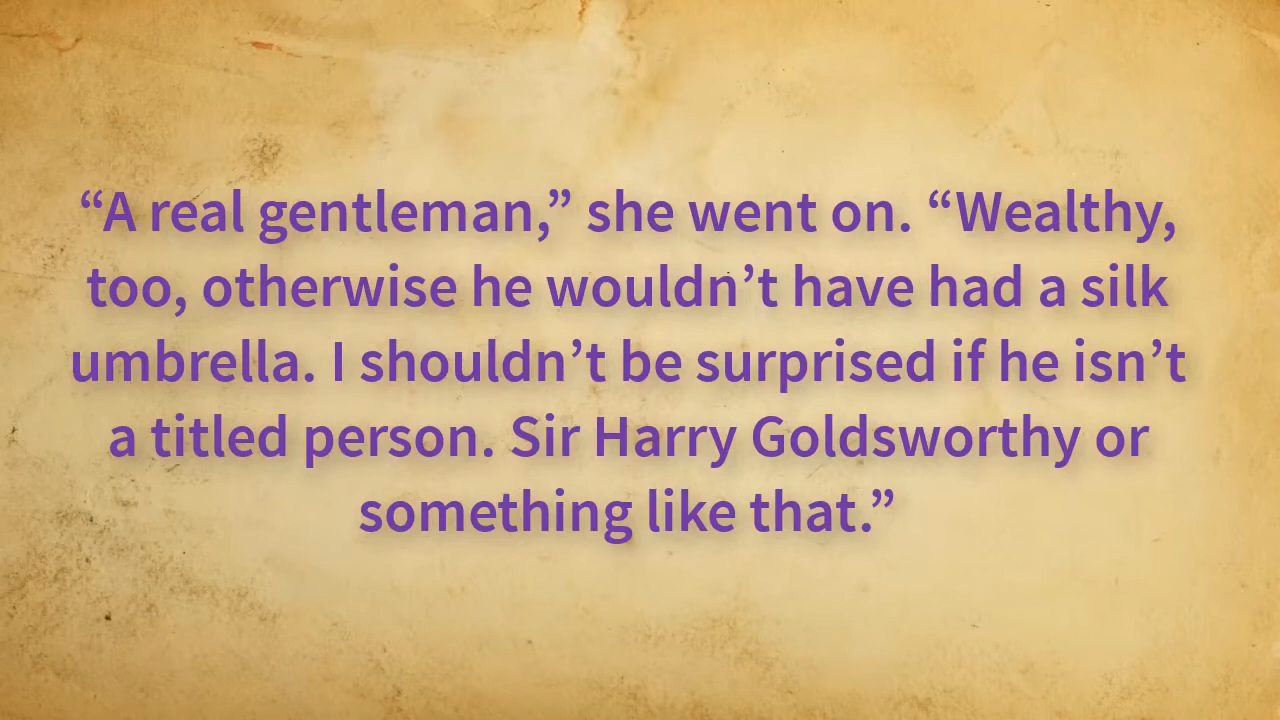 “A real gentleman,” she went on. “Wealthy,
too, otherwise he wouldn’t have had a silk
umbrella. I shouldn’t be surprised if he isn’t
a titled person. Sir Harry Goldsworthy or
something like that.”